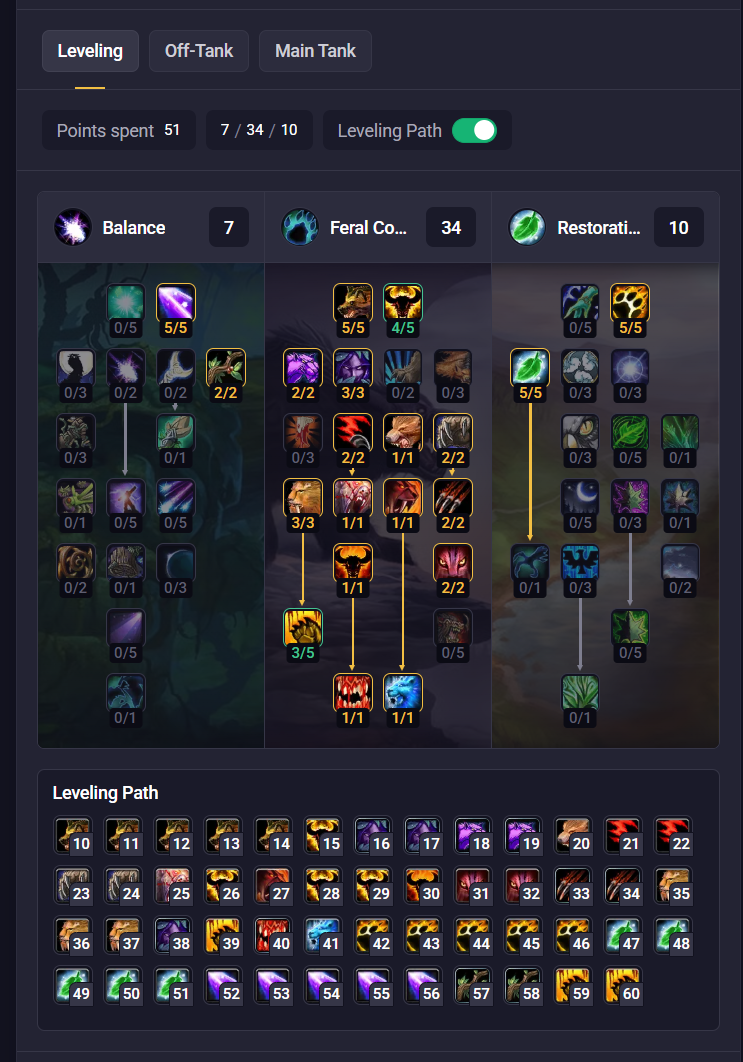 Leveling Off-Tank Main Tank
Points spent 51 7 / 34 / 10 Leveling Path
Balance 7 Feral Co... 34 Restorati... 10
0/5 5/5 5/5 4/5 0/5 5/5
0/3 0/2 0/2 2/2 2/2 3/3 0/2 0/3 5/5 0/3 0/3
0/3 0/1 0/3 2/2 1/1 2/2 0/3 0/5 0/1
0/1 0/5 0/5 3/3 1/1 1/1 2/2 0/5 0/3 0/1
0/2 0/1 0/3 1/1 2/2 0/1 0/3 0/2
0/5 3/5 0/5 0/5
0/1 1/1 1/1 0/1
Leveling Path
10 11 12 13 14 15 16 17 18 19 20 21 22
23 24 25 26 27 28 29 30 31 32 33 34 35
36 37 38 39 40 41 42 43 44 45 46 47 48
49 50 51 52 53 54 55 56 57 58 59 60